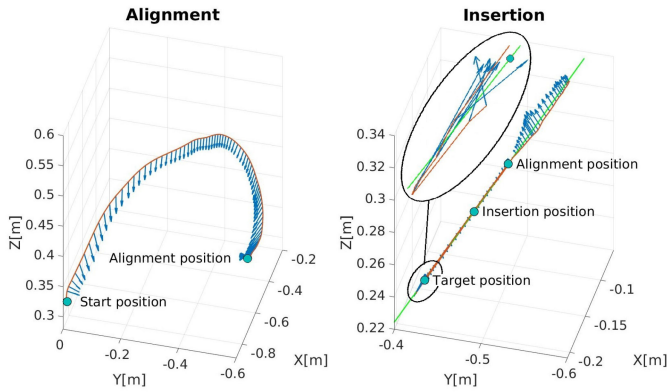 Alignment
Insertion
0.6
0.55
0.5
0.45
0.4
0.35
0.3
Z[m]
Alignment position
Start position
0
-0.2
-0.4
-0.6
Y[m]
-0.2
-0.4
-0.6
-0.8
X[m]
0.34
0.32
0.3
0.28
0.26
0.24
0.22
Z[m]
Alignment position
Insertion position
Target position
-0.4
-0.5
-0.6
Y[m]
-0.1
-0.15
-0.2
X[m]